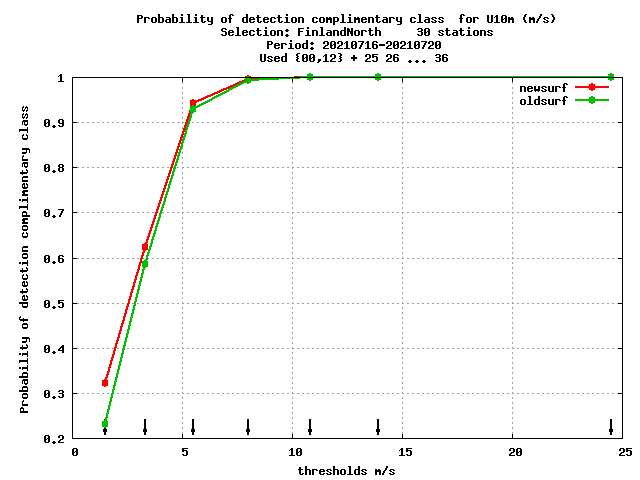 Probability of detection complimentary class  for U10m (m/s)
Selection: FinlandNorth     30 stations
Period: 20210716-20210720
Used {00,12} + 25 26 ... 36
newsurf
oldsurf
Probability of detection complimentary class
1
0.9
0.8
0.7
0.6
0.5
0.4
0.3
0.2
0 5 10 15 20 25
thresholds m/s